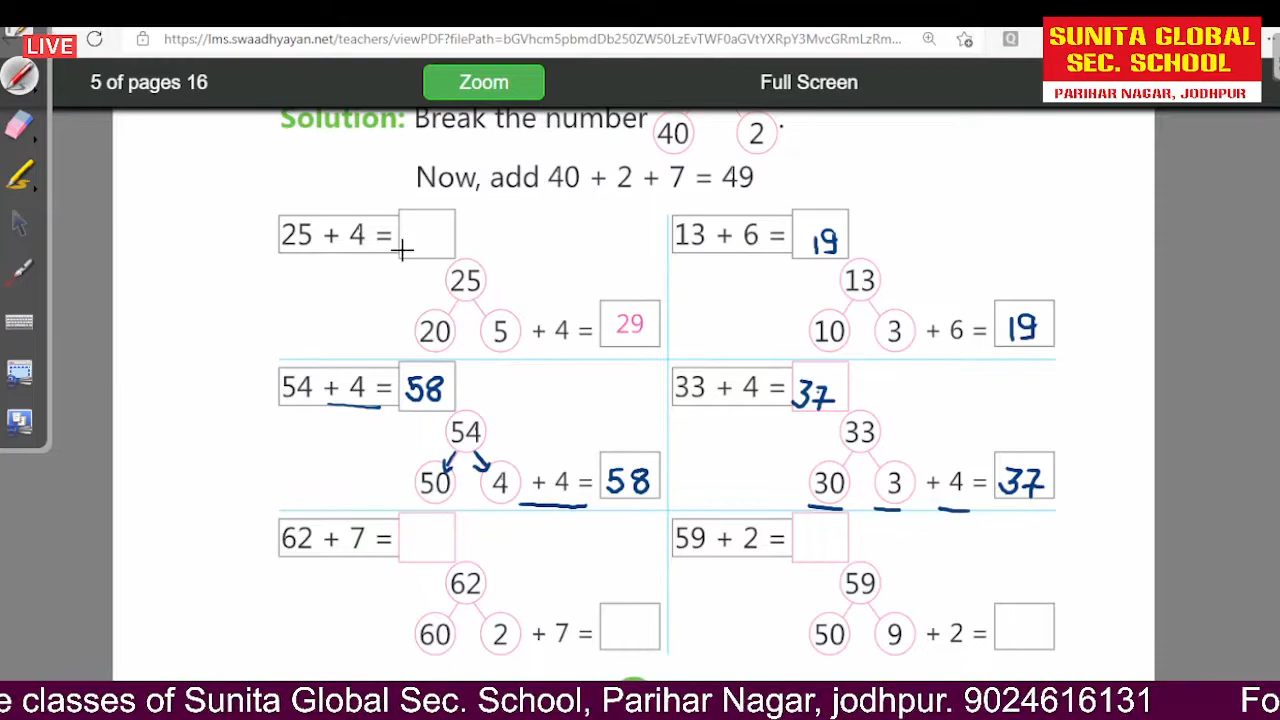 LIVE
https://lms.swaadhyayan.net/teachers/viewPDF?filePath=bGVhcm5pbmdDb250ZW50LzEvTWF0aWYtYXRpY3MvcGRmLzRm...
SUNITA GLOBAL
SEC. SCHOOL
PARIHAR NAGAR, JODHPUR
5 of pages 16
Zoom
Full Screen
Solution: Break the number 40 2 .
Now, add 40 + 2 + 7 = 49
25 + 4 =
25
20 5 + 4 = 29
13 + 6 = 19
13
10 3 + 6 = 19
54 + 4 = 58
54
50 4 + 4 = 58
33 + 4 = 37
33
30 3 + 4 = 37
62 + 7 =
62
60 2 + 7 =
59 + 2 =
59
50 9 + 2 =
e classes of Sunita Global Sec. School, Parihar Nagar, jodhpur. 9024616131 Fo